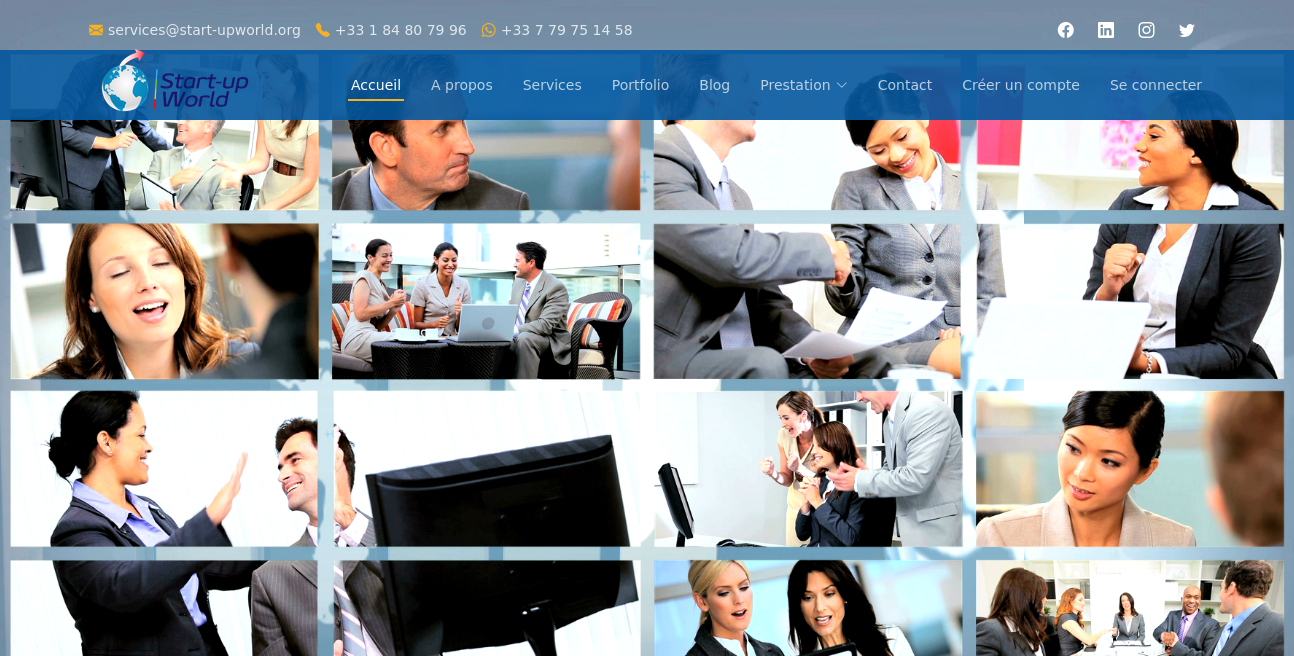 services@start-upworld.org +33 1 84 80 79 96 +33 7 79 75 14 58
Start-up
World
Accueil A propos Services Portfolio Blog Prestation Contact Créer un compte Se connecter